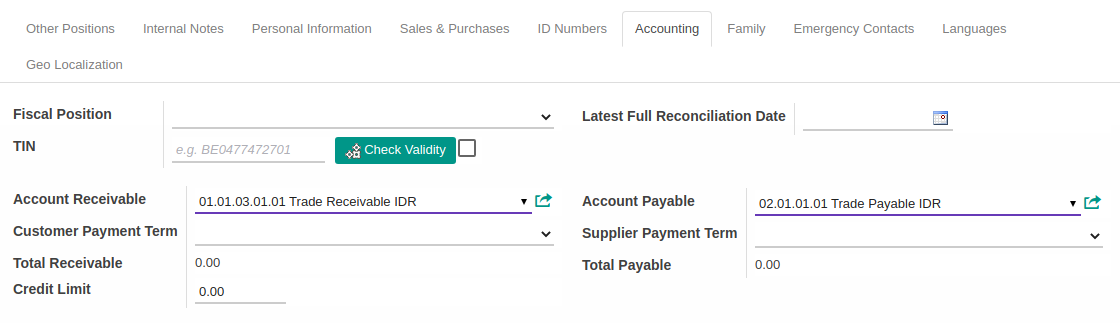 Other Positions Internal Notes Personal Information Sales & Purchases ID Numbers Accounting Family Emergency Contacts Languages
Geo Localization
Fiscal Position
Latest Full Reconciliation Date
TIN e.g. BE0477472701 Check Validity
Account Receivable 01.01.03.01.01 Trade Receivable IDR
Account Payable 02.01.01.01 Trade Payable IDR
Customer Payment Term
Supplier Payment Term
Total Receivable 0.00
Total Payable 0.00
Credit Limit 0.00